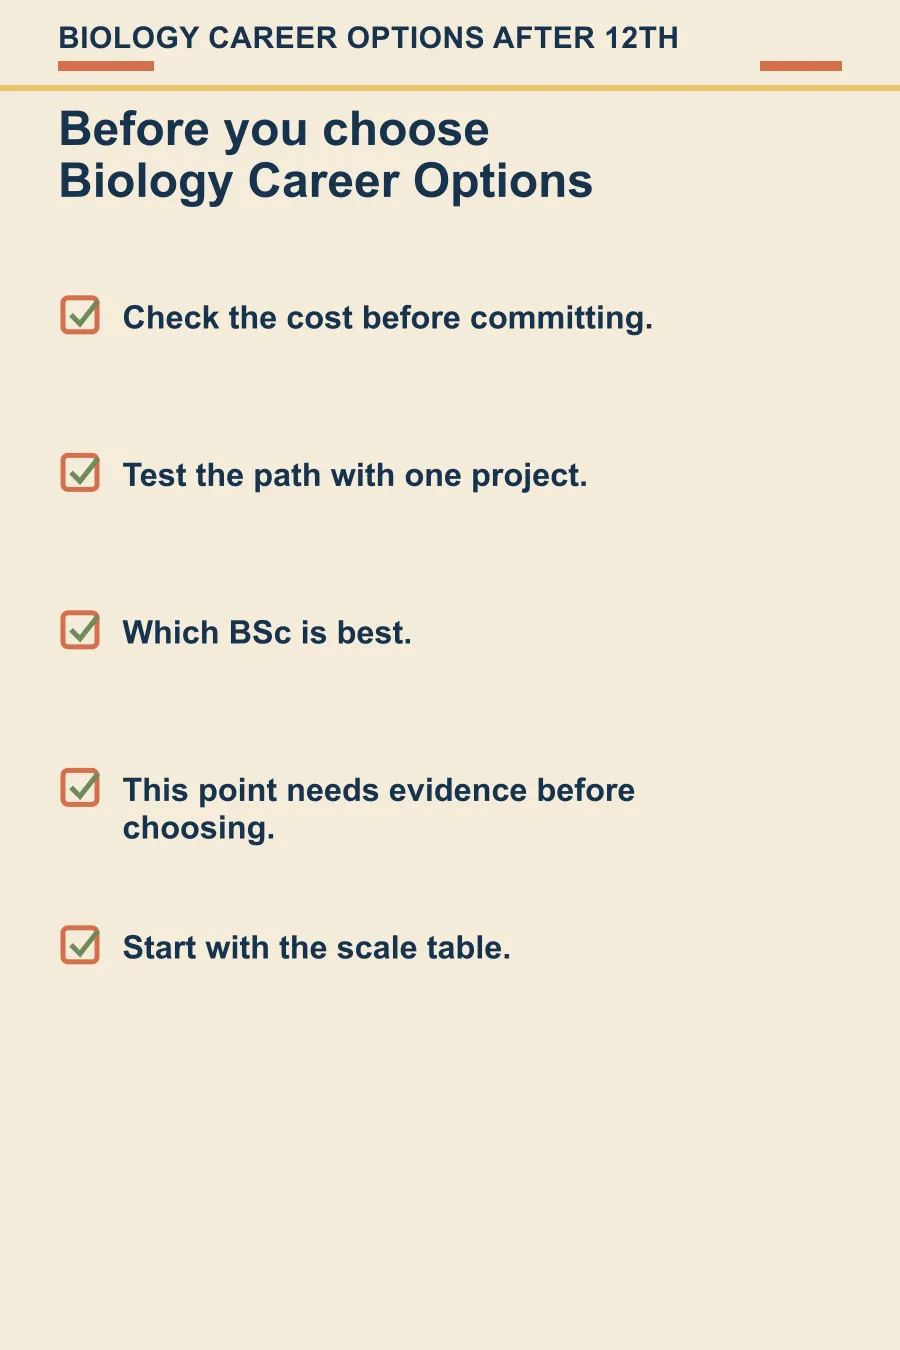 BIOLOGY CAREER OPTIONS AFTER 12TH
Before you choose
Biology Career Options
Check the cost before committing.
Test the path with one project.
Which BSc is best.
This point needs evidence before
choosing.
Start with the scale table.